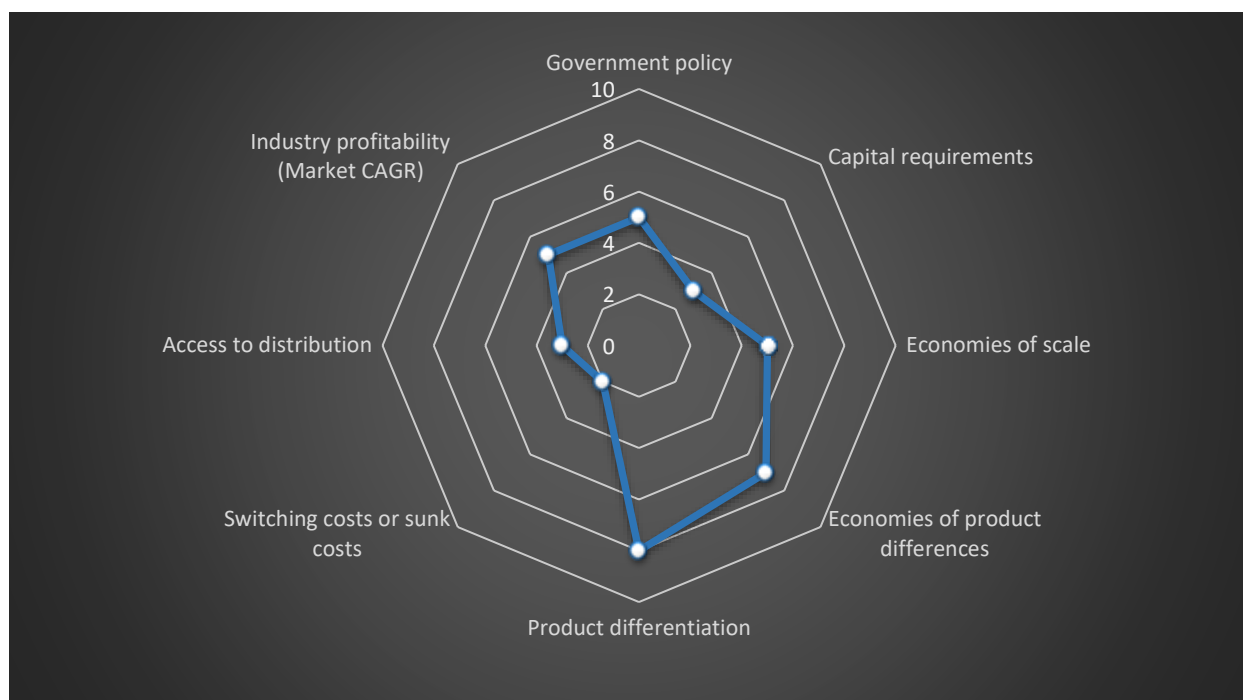 Government policy
10
8
6
4
2
0
Capital requirements
Economies of scale
Economies of product
differences
Product differentiation
Switching costs or sunk
costs
Access to distribution
Industry profitability
(Market CAGR)